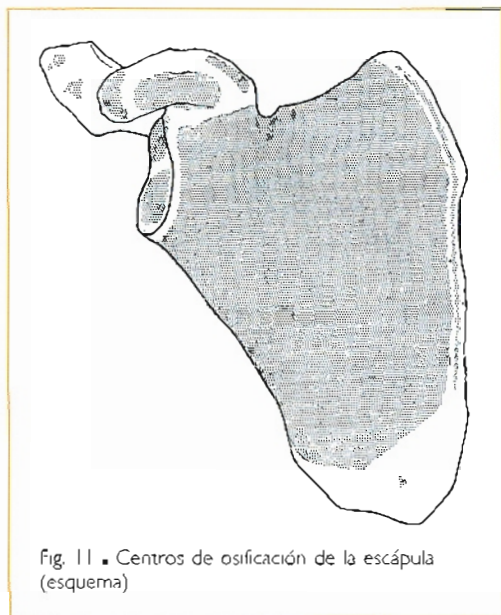 Fig. 11 ▪ Centros de osificación de la escápula
(esquema)